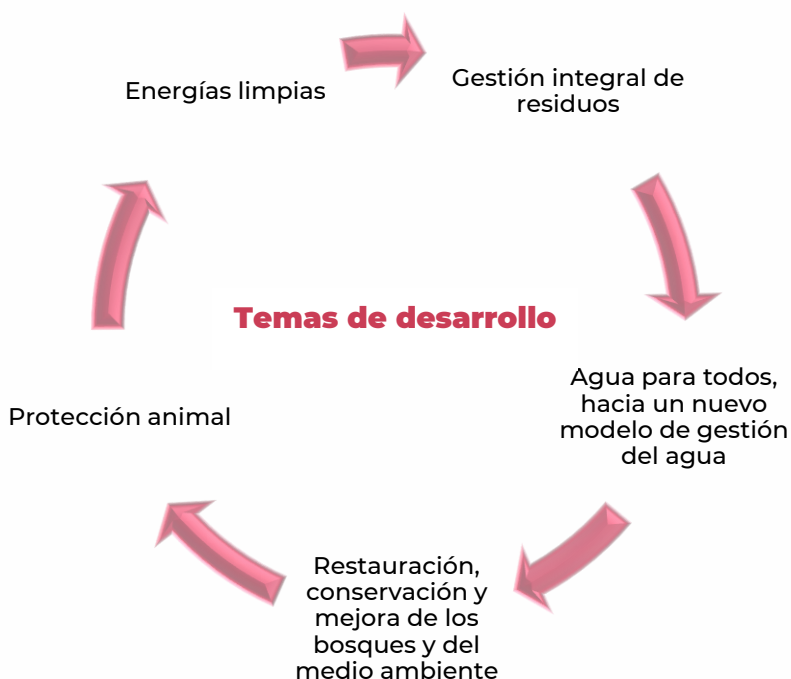 Energías limpias
Gestión integral de
residuos
Temas de desarrollo
Agua para todos,
hacia un nuevo
modelo de gestión
del agua
Protección animal
Restauración,
conservación y
mejora de los
bosques y del
medio ambiente